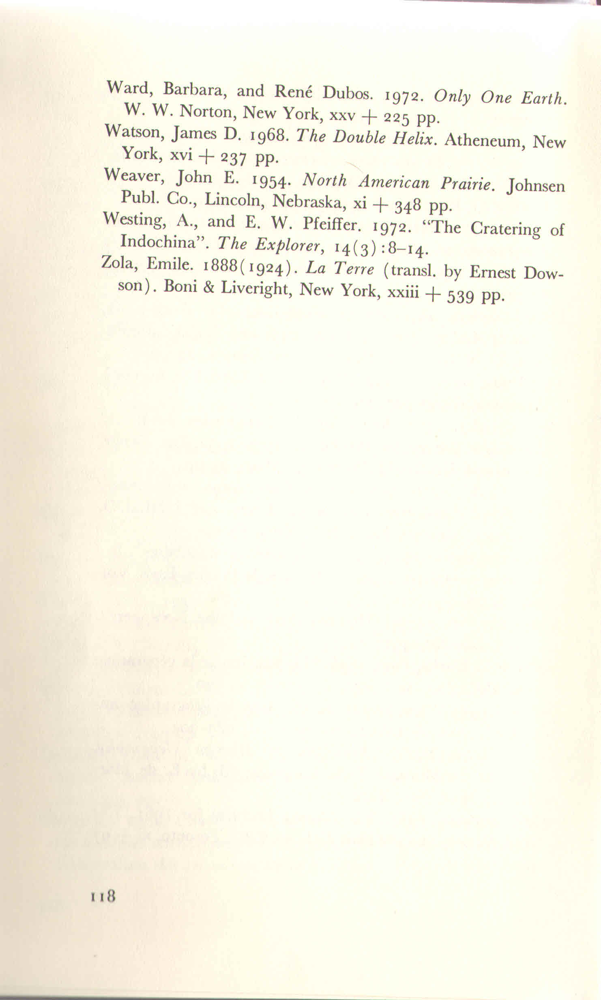 Ward, Barbara, and René Dubos. 1972. Only One Earth.
W. W. Norton, New York, xxv + 225 pp.
Watson, James D. 1968. The Double Helix. Atheneum, New
York, xvi + 237 pp.
Weaver, John E. 1954. North American Prairie. Johnsen
Publ. Co., Lincoln, Nebraska, xi + 348 pp.
Westing, A., and E. W. Pfeiffer. 1972. “The Cratering of
Indochina”. The Explorer, 14(3):8–14.
Zola, Emile. 1888(1924). La Terre (transl. by Ernest Dow-
son). Boni & Liveright, New York, xxiii + 539 pp.
118